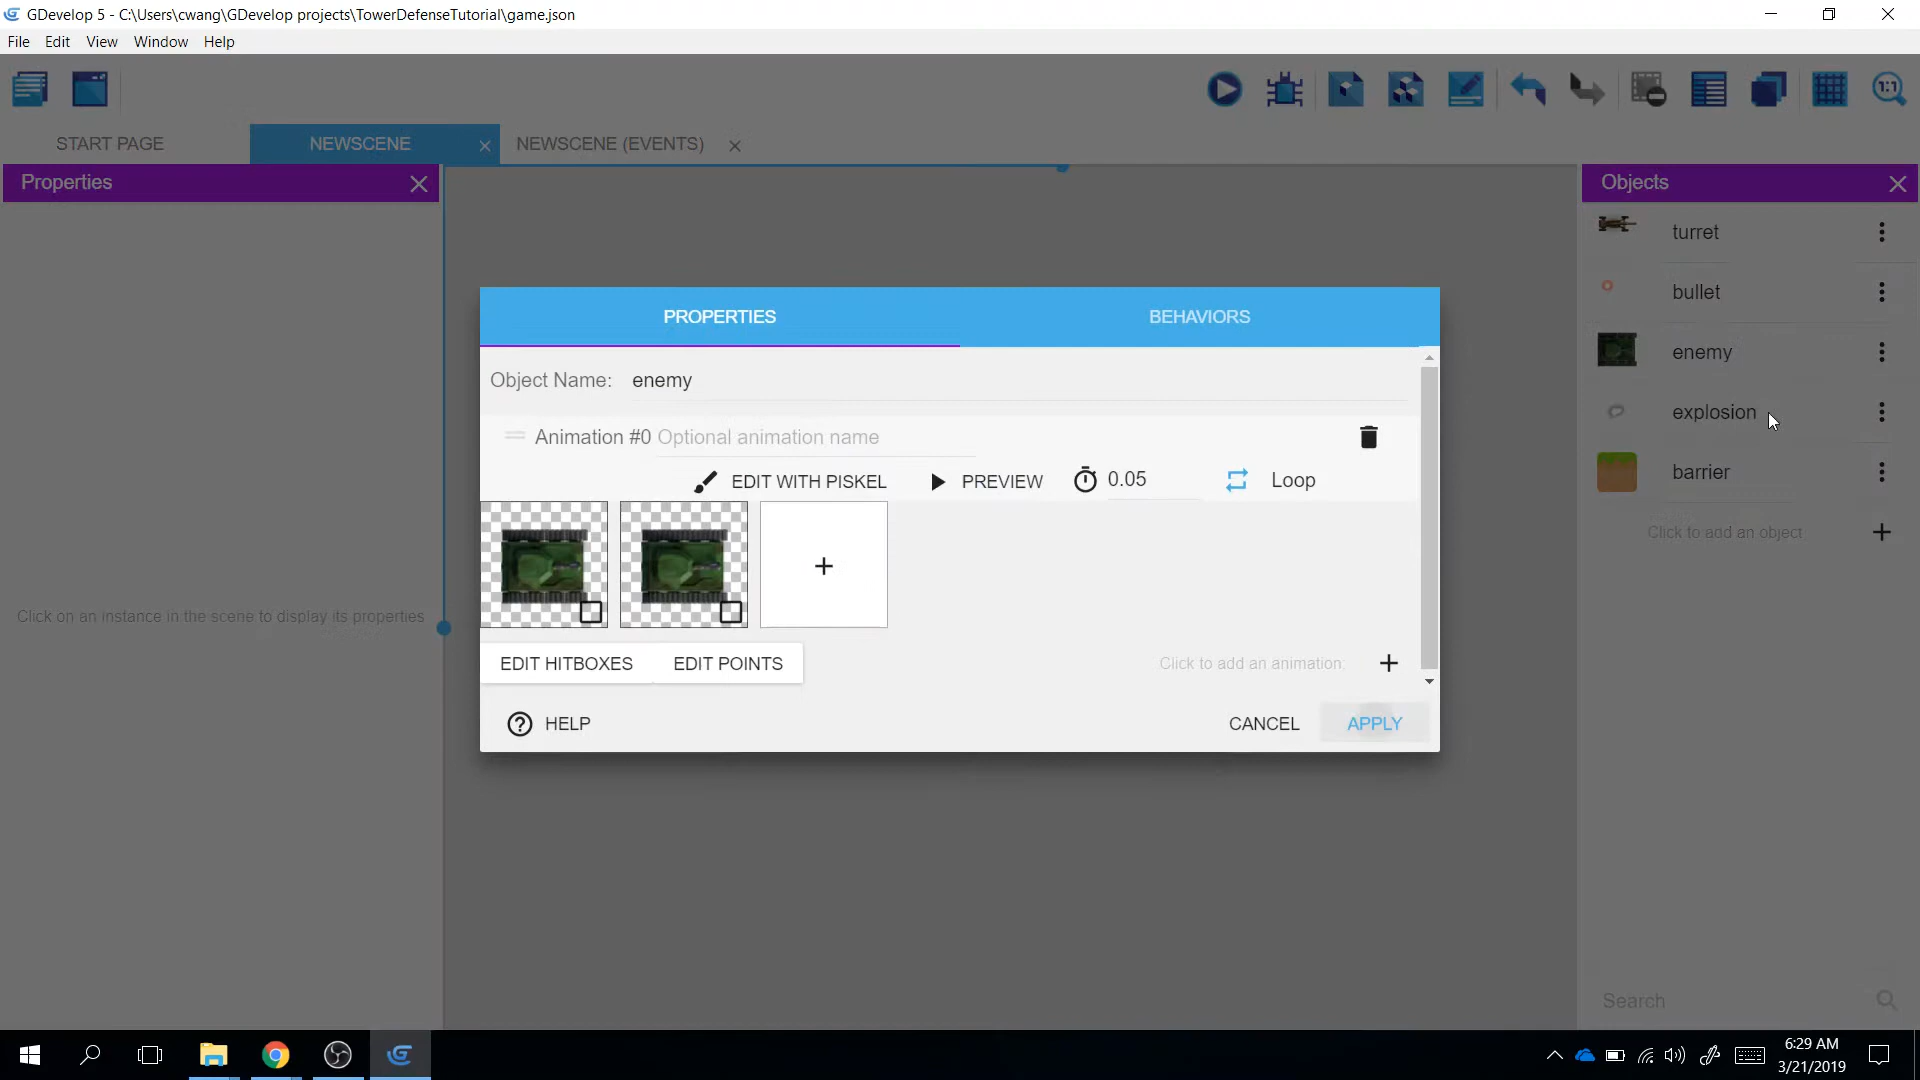 GDevelop 5 - C:\Users\cwang\GDevelop projects\TowerDefenseTutorial\game.json
File Edit View Window Help
1:1
START PAGE
NEWSCENE
NEWSCENE (EVENTS)
Properties
Click on an instance in the scene to display its properties
PROPERTIES
BEHAVIORS
Object Name: enemy
Animation #0 Optional animation name
EDIT WITH PISKEL
PREVIEW
0.05
Loop
EDIT HITBOXES
EDIT POINTS
Click to add an animation:
HELP
CANCEL
APPLY
Objects
turret
bullet
enemy
explosion
barrier
Click to add an object
Search
6:29 AM
3/21/2019